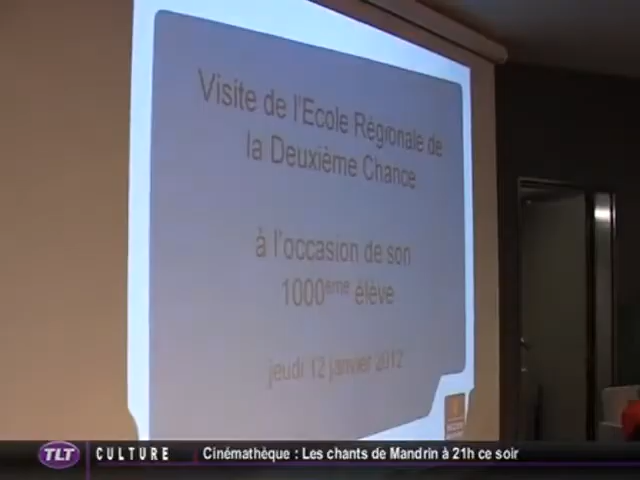 Visite de l'Ecole Régionale de
la Deuxième Chance
à l'occasion de son
1000ème élève
jeudi 12 janvier 2012
TLT CULTURE Cinémathèque : Les chants de Mandrin à 21h ce soir